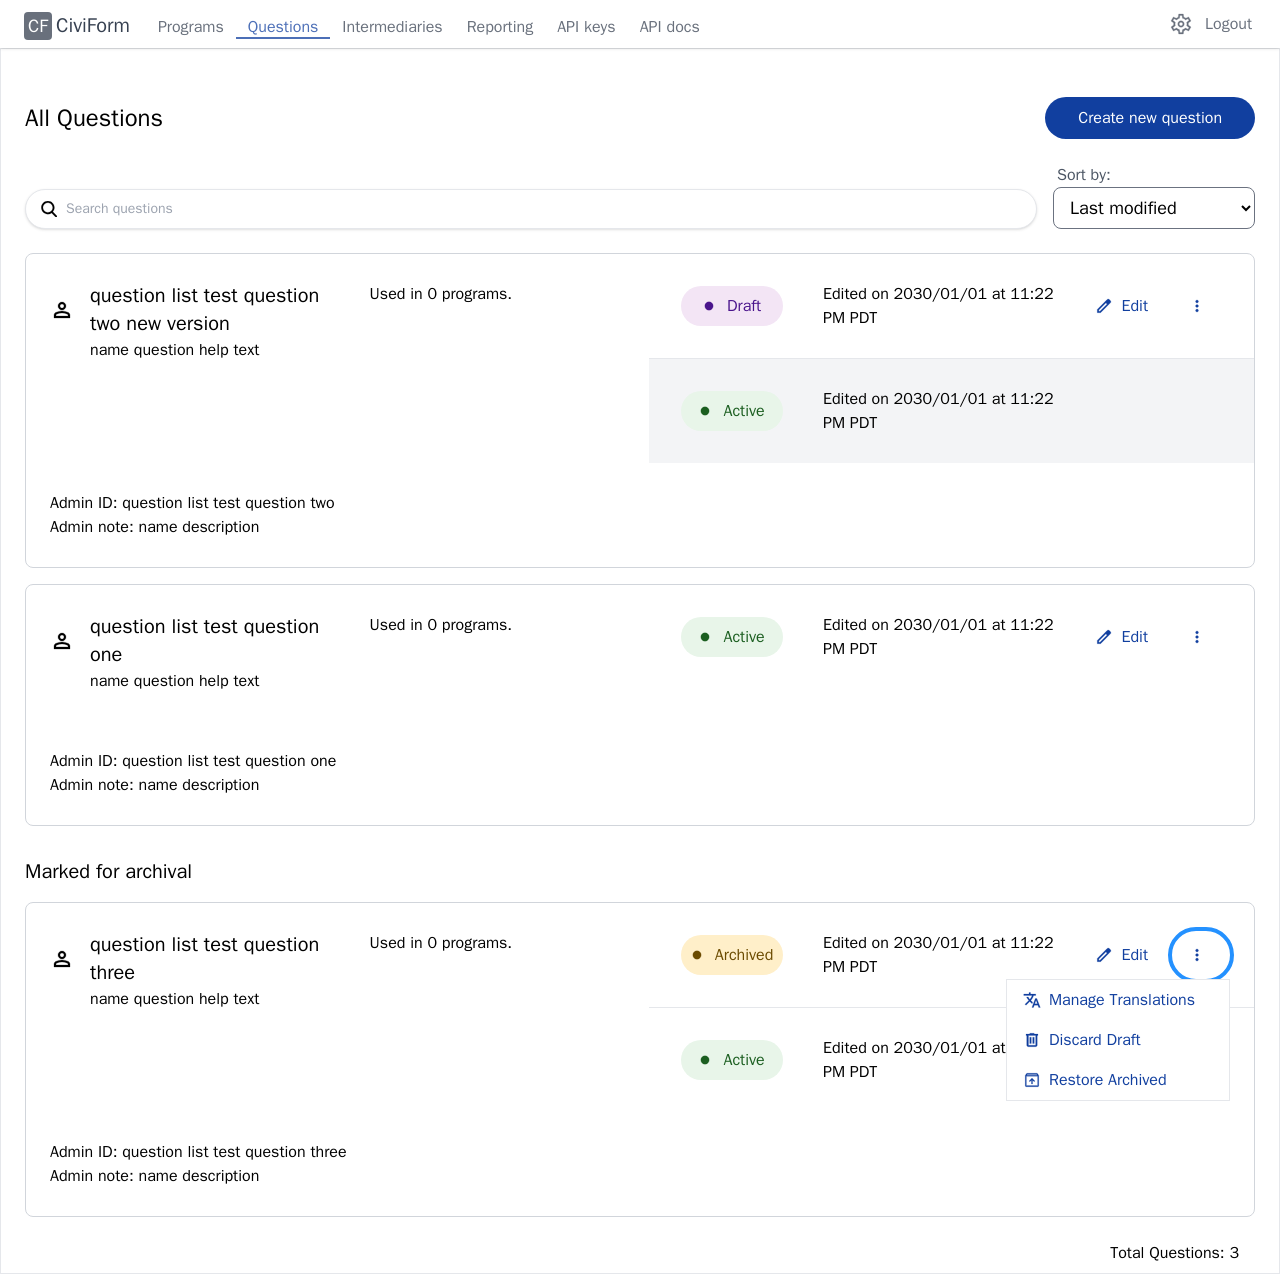 CF CiviForm Programs Questions Intermediaries Reporting API keys API docs Logout
All Questions Create new question
Sort by:
Search questions Last modified
question list test question
two new version
name question help text
Used in 0 programs.
Draft
Edited on 2030/01/01 at 11:22
PM PDT
Edit
Active
Edited on 2030/01/01 at 11:22
PM PDT
Admin ID: question list test question two
Admin note: name description
question list test question
one
name question help text
Used in 0 programs.
Active
Edited on 2030/01/01 at 11:22
PM PDT
Edit
Admin ID: question list test question one
Admin note: name description
Marked for archival
question list test question
three
name question help text
Used in 0 programs.
Archived
Edited on 2030/01/01 at 11:22
PM PDT
Edit
Manage Translations
Discard Draft
Restore Archived
Active
Edited on 2030/01/01 at
PM PDT
Admin ID: question list test question three
Admin note: name description
Total Questions: 3